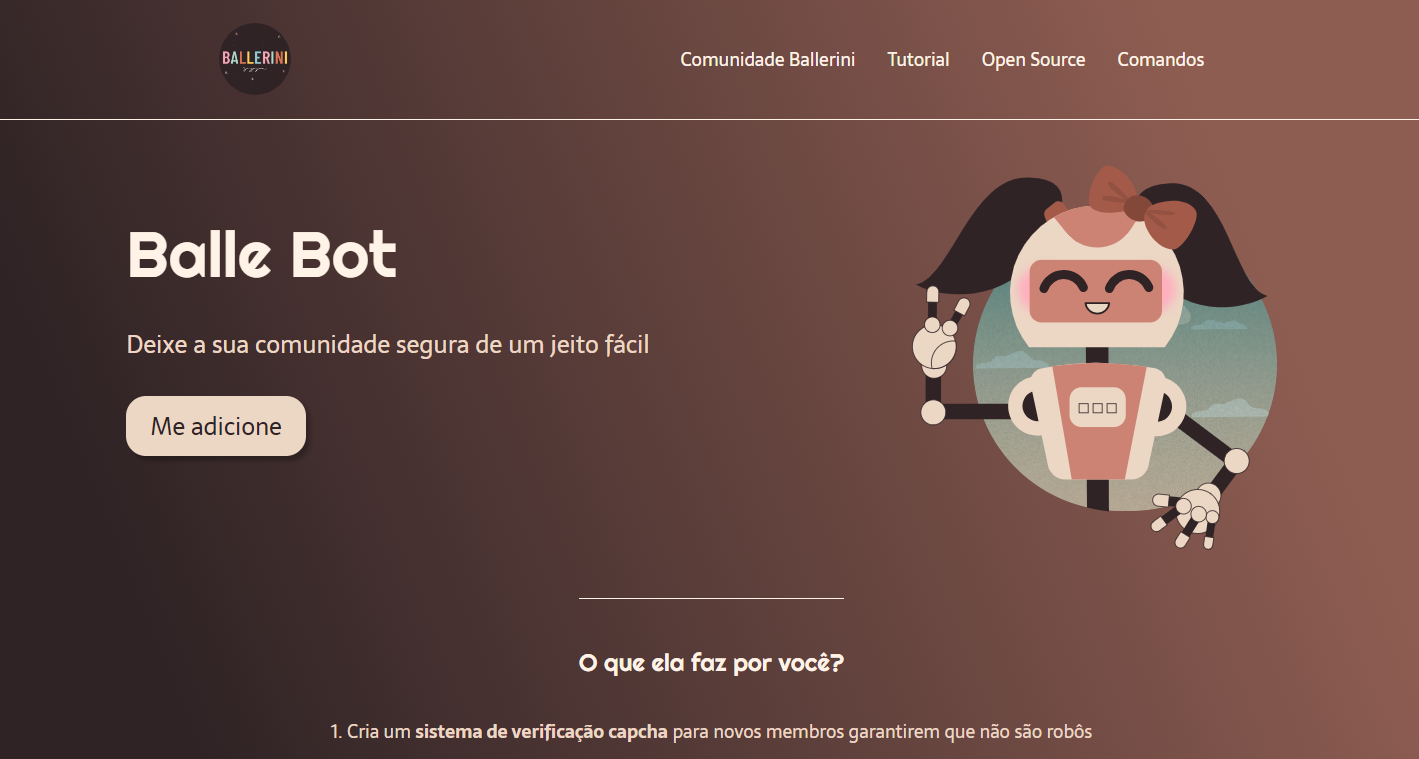 BALLERINI
Comunidade Ballerini
Tutorial
Open Source
Comandos
Balle Bot
Deixe a sua comunidade segura de um jeito fácil
Me adicione
O que ela faz por você?
1. Cria um sistema de verificação capcha para novos membros garantirem que não são robôs